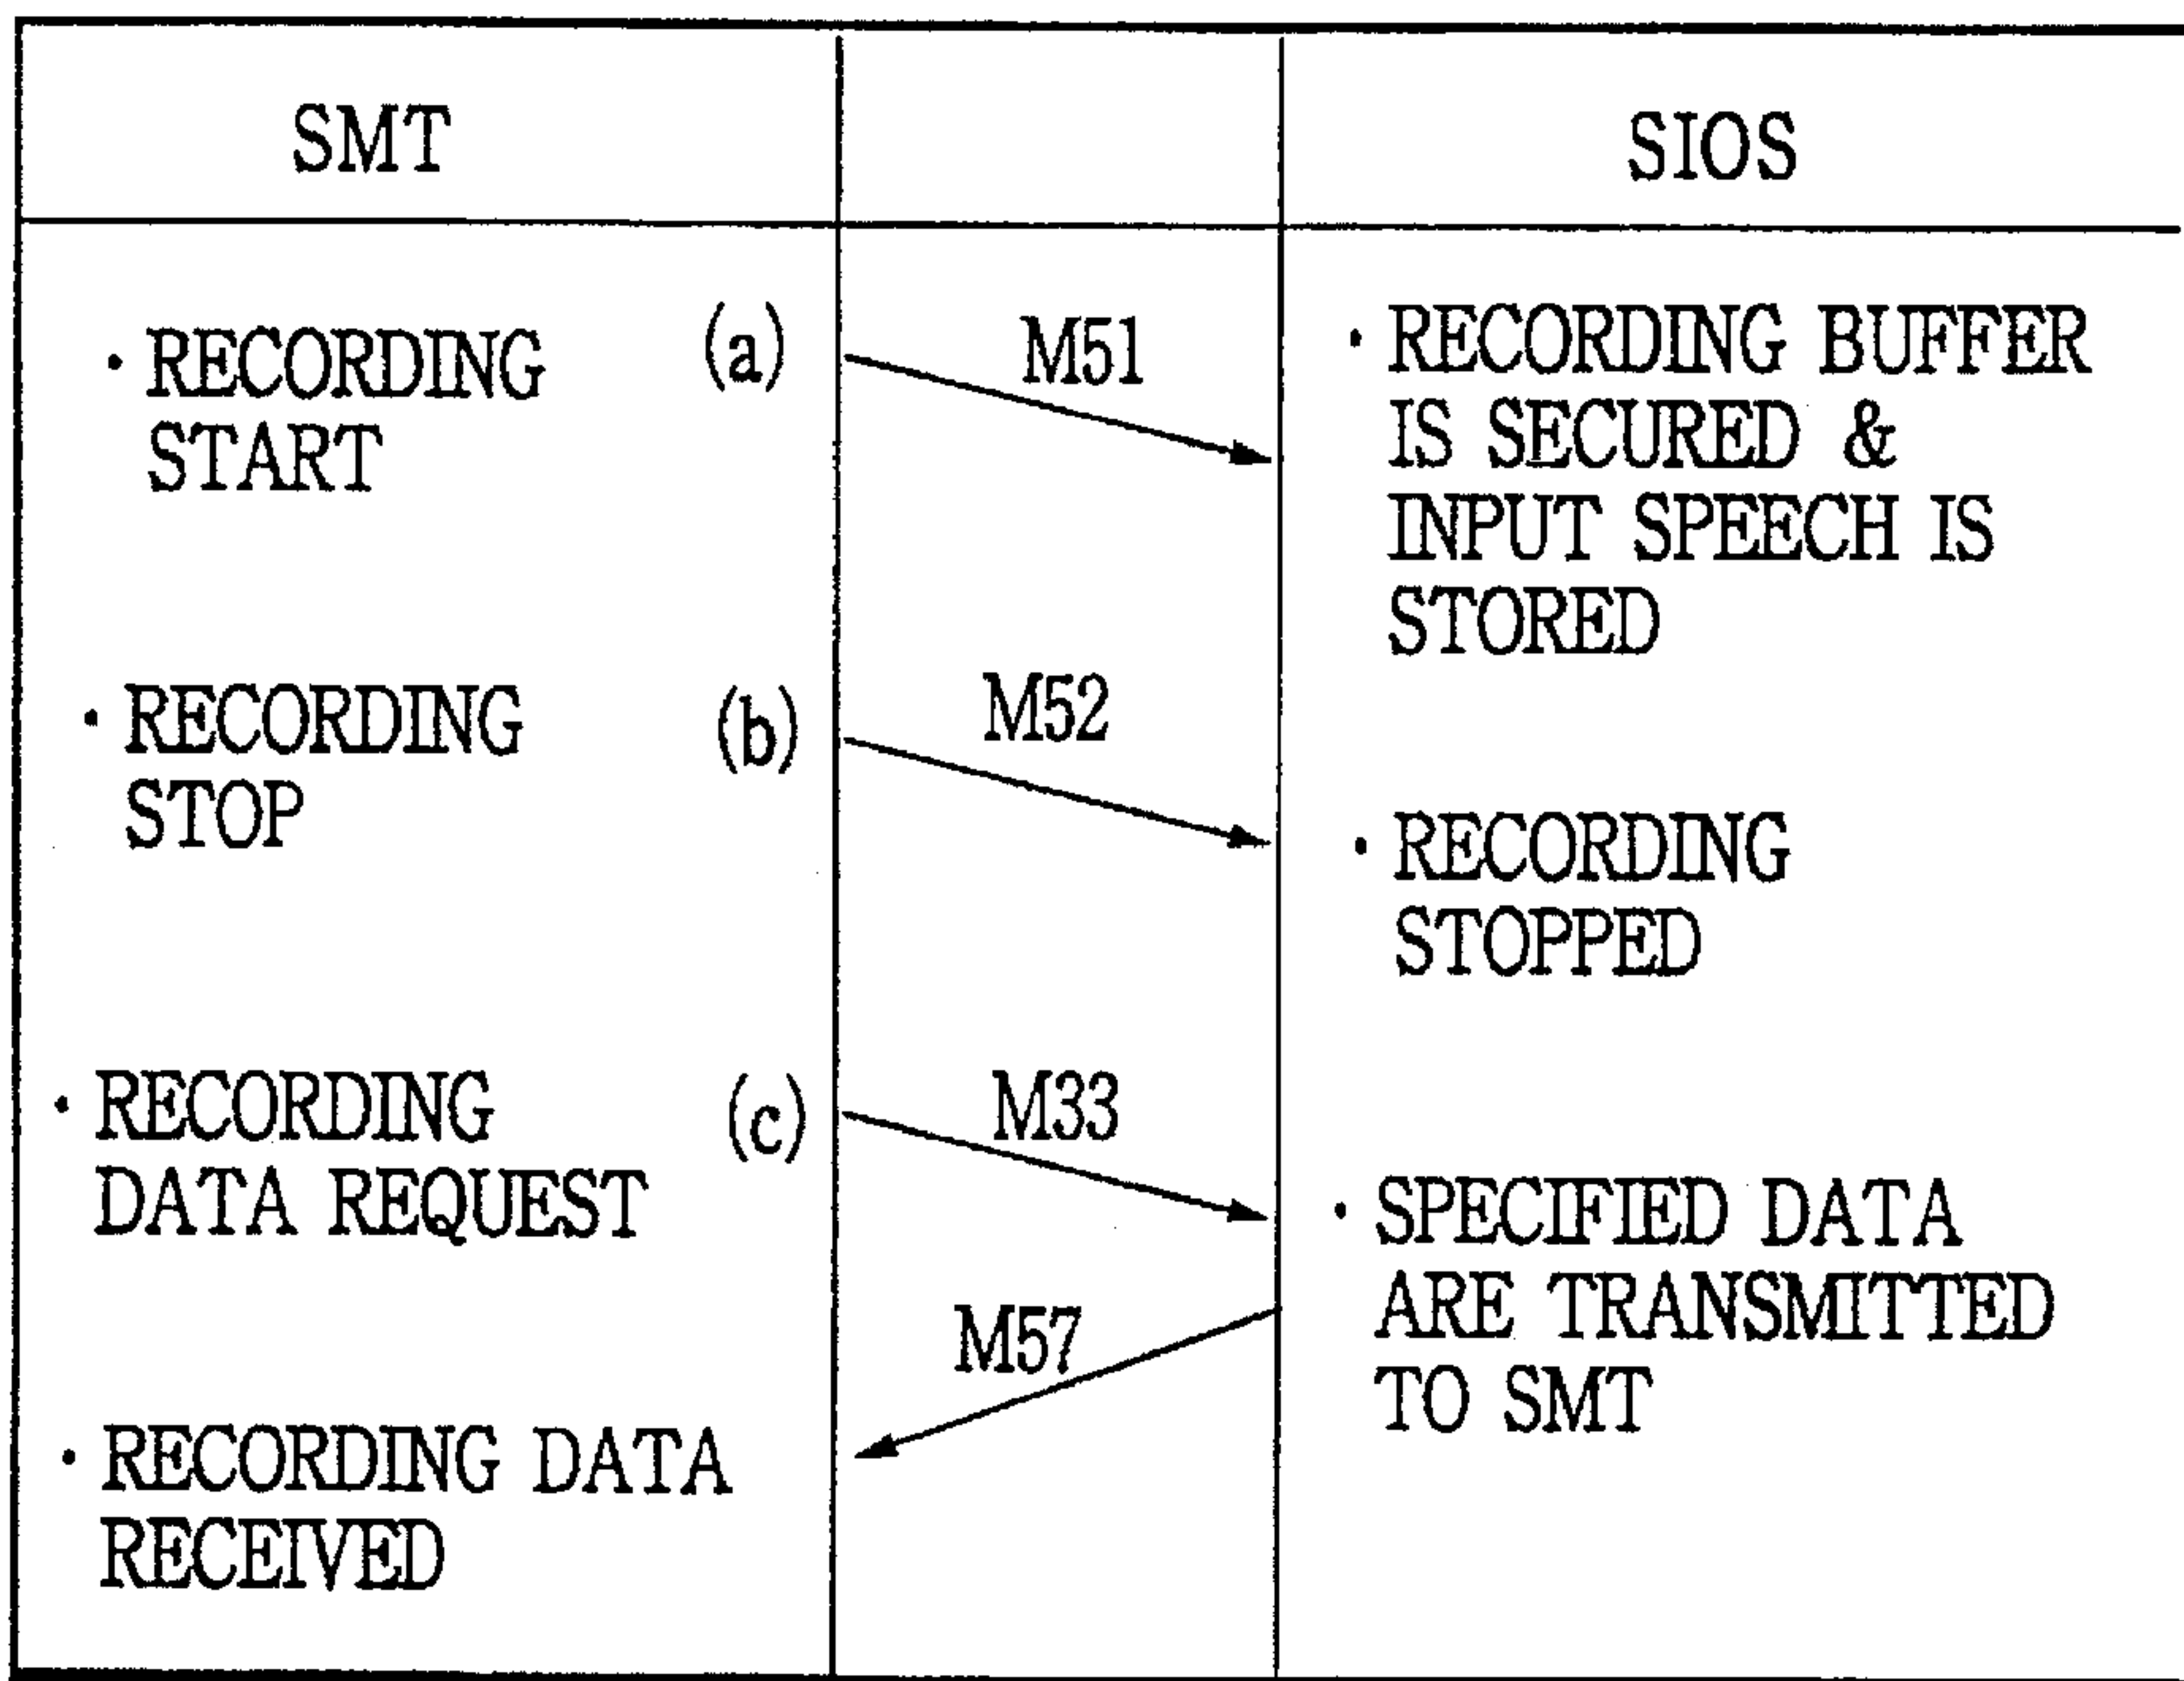 SMT
SIOS
· RECORDING
START
(a)
M51
· RECORDING BUFFER
IS SECURED &
INPUT SPEECH IS
STORED
· RECORDING
STOP
(b)
M52
· RECORDING
STOPPED
· RECORDING
DATA REQUEST
(c)
M33
· SPECIFIED DATA
ARE TRANSMITTED
TO SMT
M57
· RECORDING DATA
RECEIVED